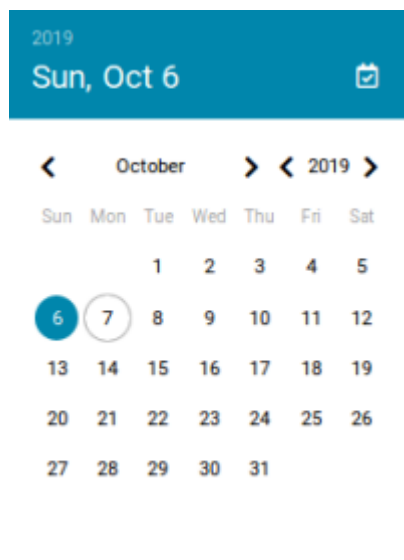 2019
Sun, Oct 6
October 2019
Sun Mon Tue Wed Thu Fri Sat
1 2 3 4 5
6 7 8 9 10 11 12
13 14 15 16 17 18 19
20 21 22 23 24 25 26
27 28 29 30 31